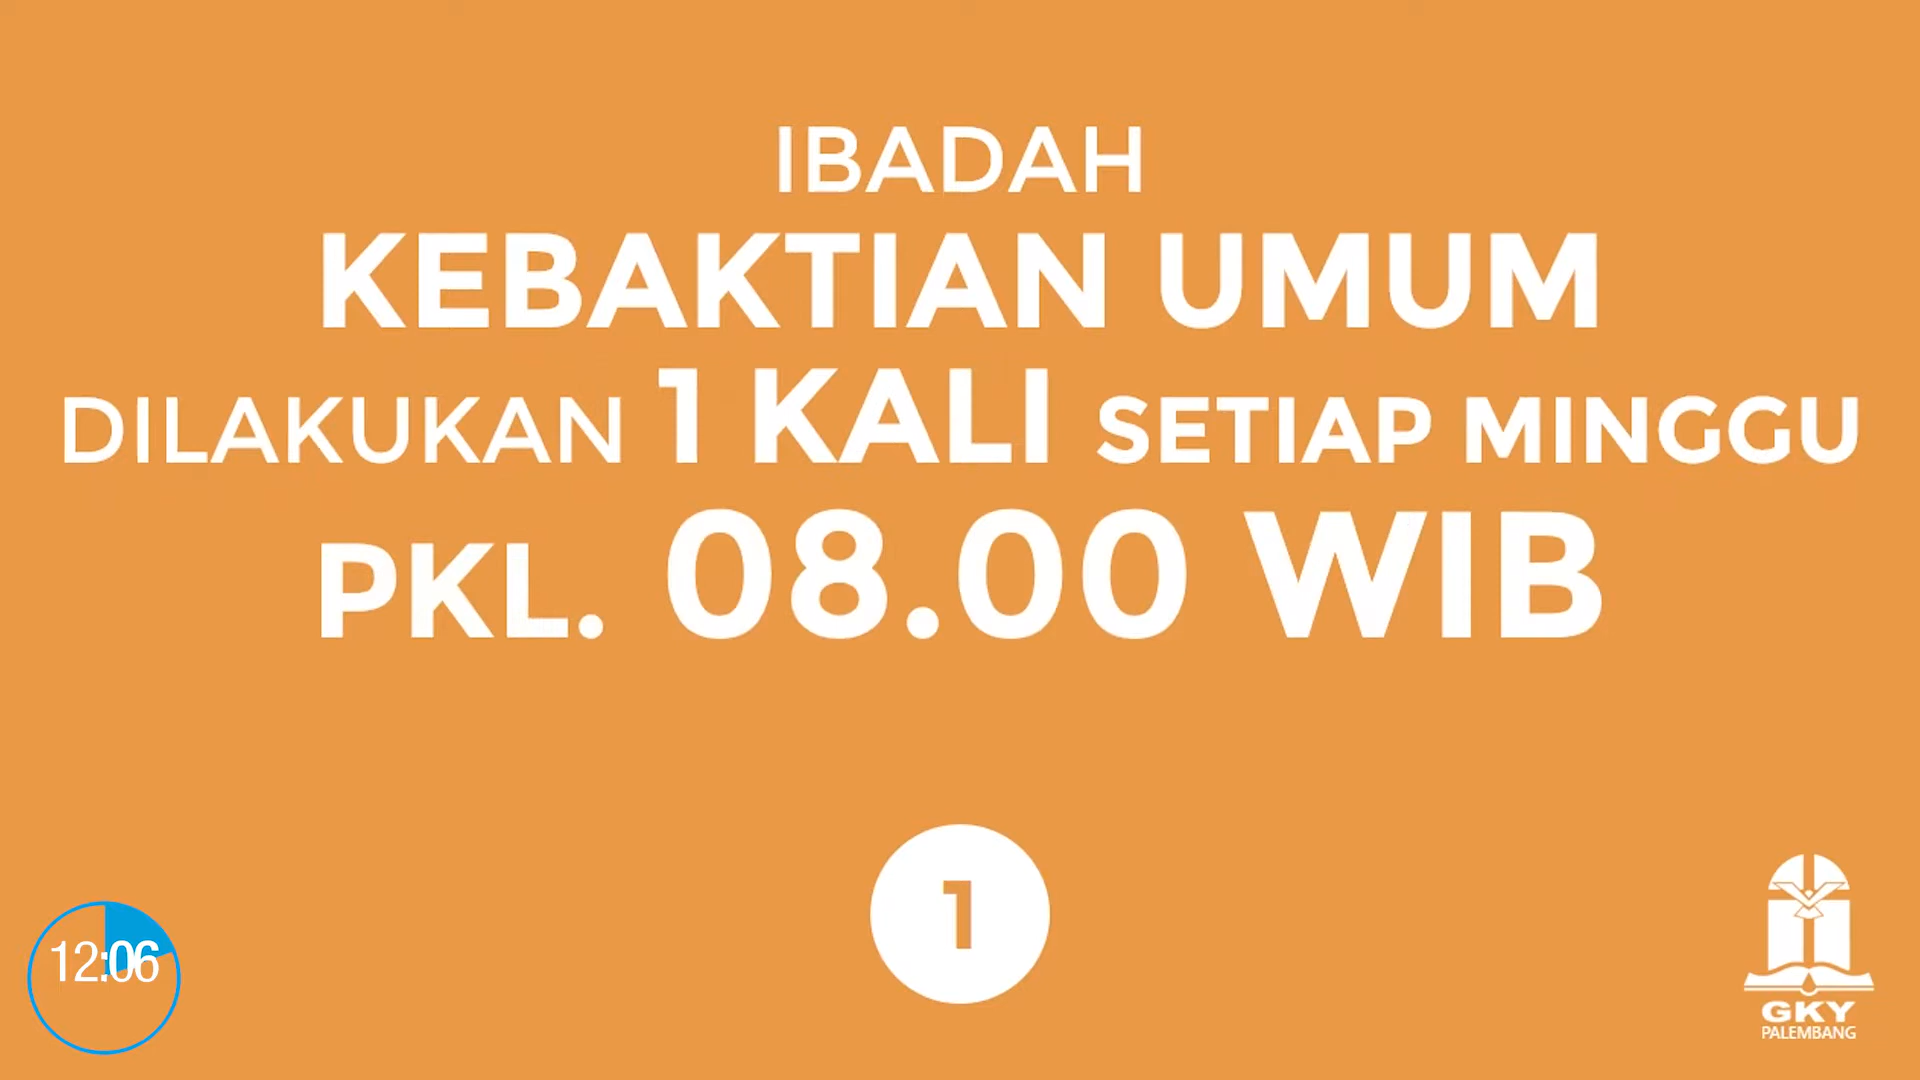 IBADAH
KEBAKTIAN UMUM
DILAKUKAN 1 KALI SETIAP MINGGU
PKL. 08.00 WIB
1
12:06
GKY
PALEMBANG